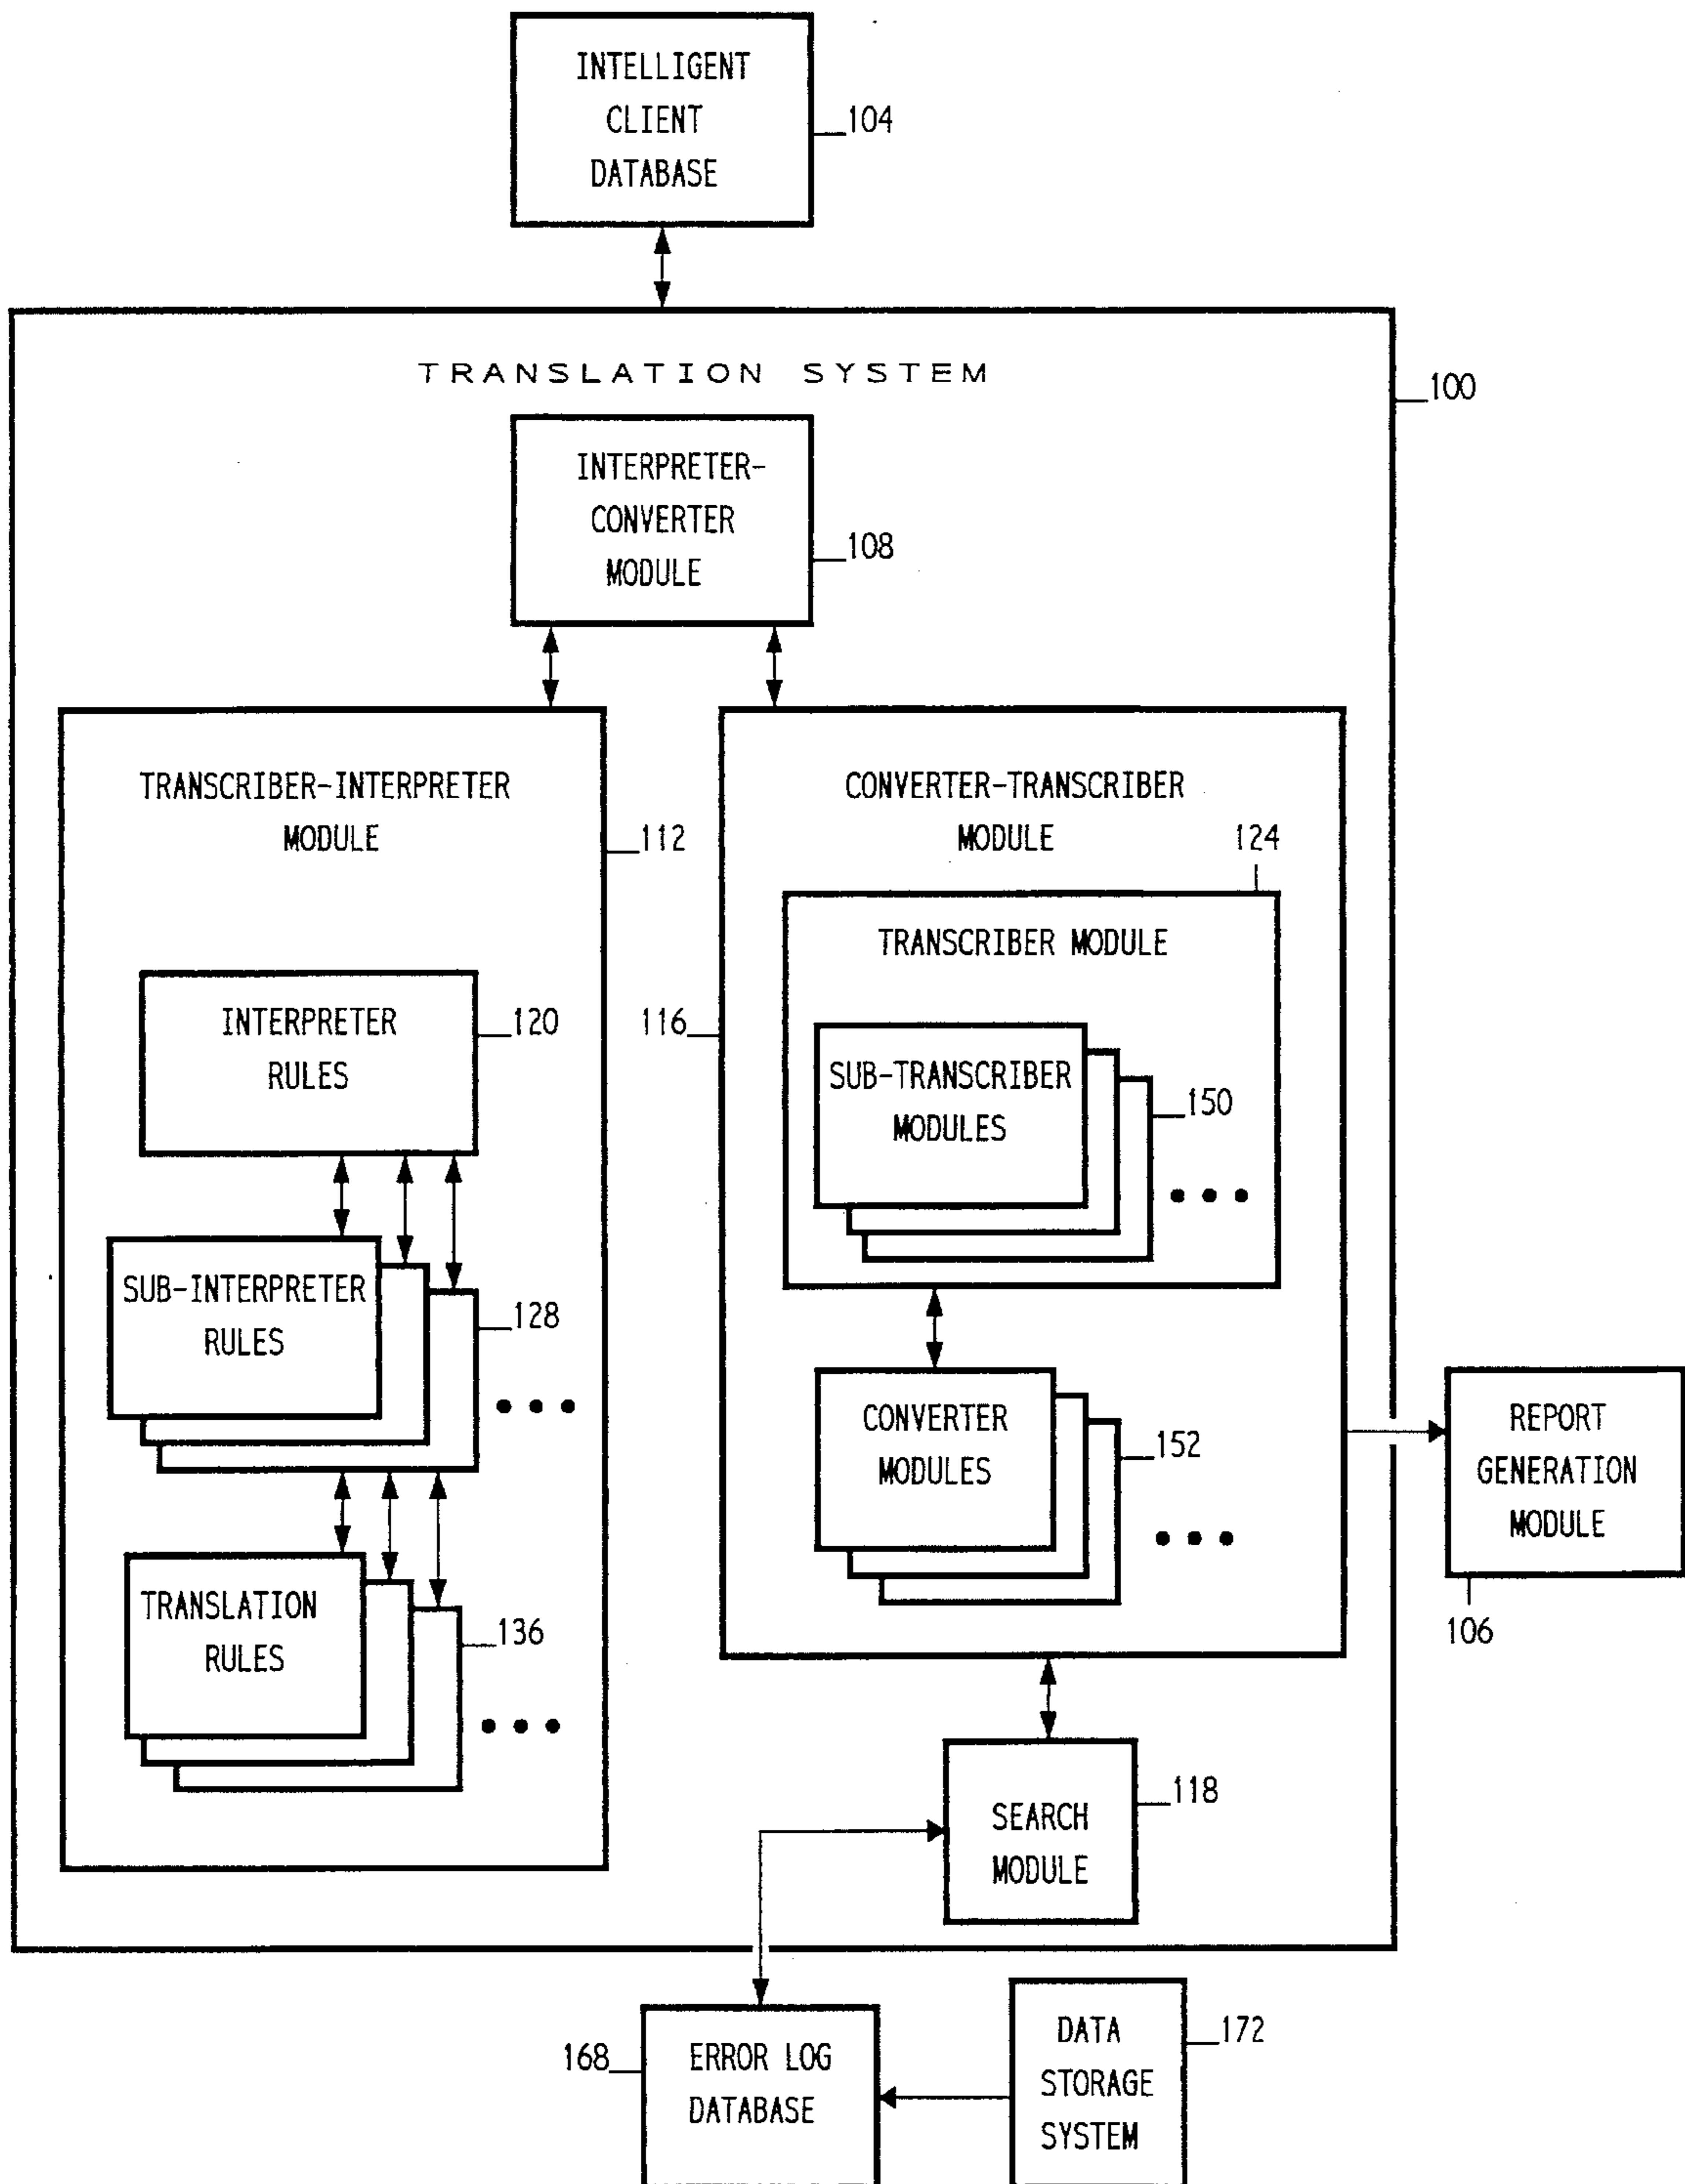 INTELLIGENT
CLIENT
DATABASE
104
TRANSLATION SYSTEM
100
INTERPRETER-
CONVERTER
MODULE
108
TRANSCRIBER-INTERPRETER
MODULE
112
INTERPRETER
RULES
120
SUB-INTERPRETER
RULES
128
TRANSLATION
RULES
136
CONVERTER-TRANSCRIBER
MODULE
124
TRANSCRIBER MODULE
116
SUB-TRANSCRIBER
MODULES
150
CONVERTER
MODULES
152
REPORT
GENERATION
MODULE
106
SEARCH
MODULE
118
168
ERROR LOG
DATABASE
DATA
STORAGE
SYSTEM
172